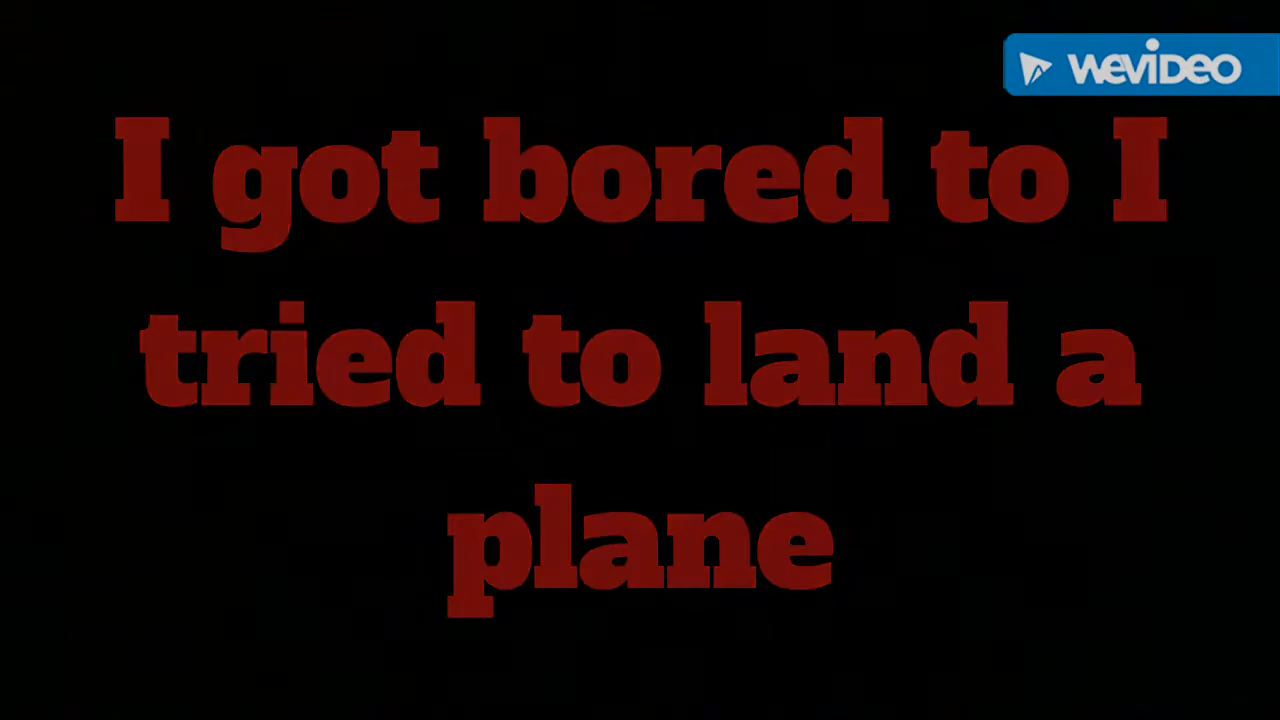 WEVIDEO
I got bored to I
tried to land a
plane